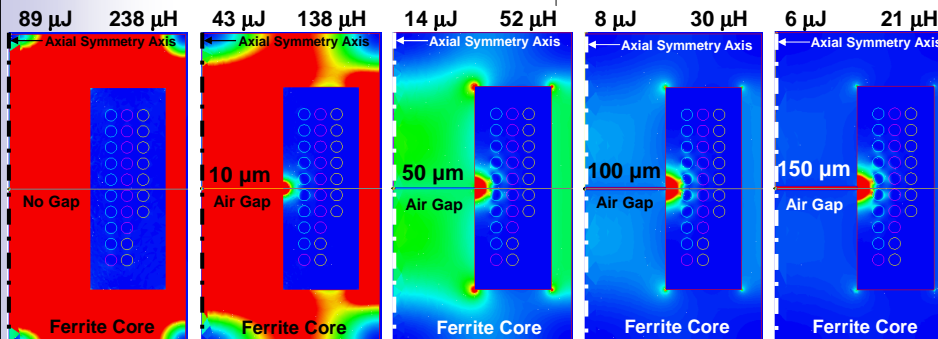 89 µJ 238 µH 43 µJ 138 µH 14 µJ 52 µH 8 µJ 30 µH 6 µJ 21 µH
Axial Symmetry Axis Axial Symmetry Axis Axial Symmetry Axis Axial Symmetry Axis Axial Symmetry Axis
10 µm 50 µm 100 µm 150 µm
No Gap Air Gap Air Gap Air Gap Air Gap
Ferrite Core Ferrite Core Ferrite Core Ferrite Core Ferrite Core